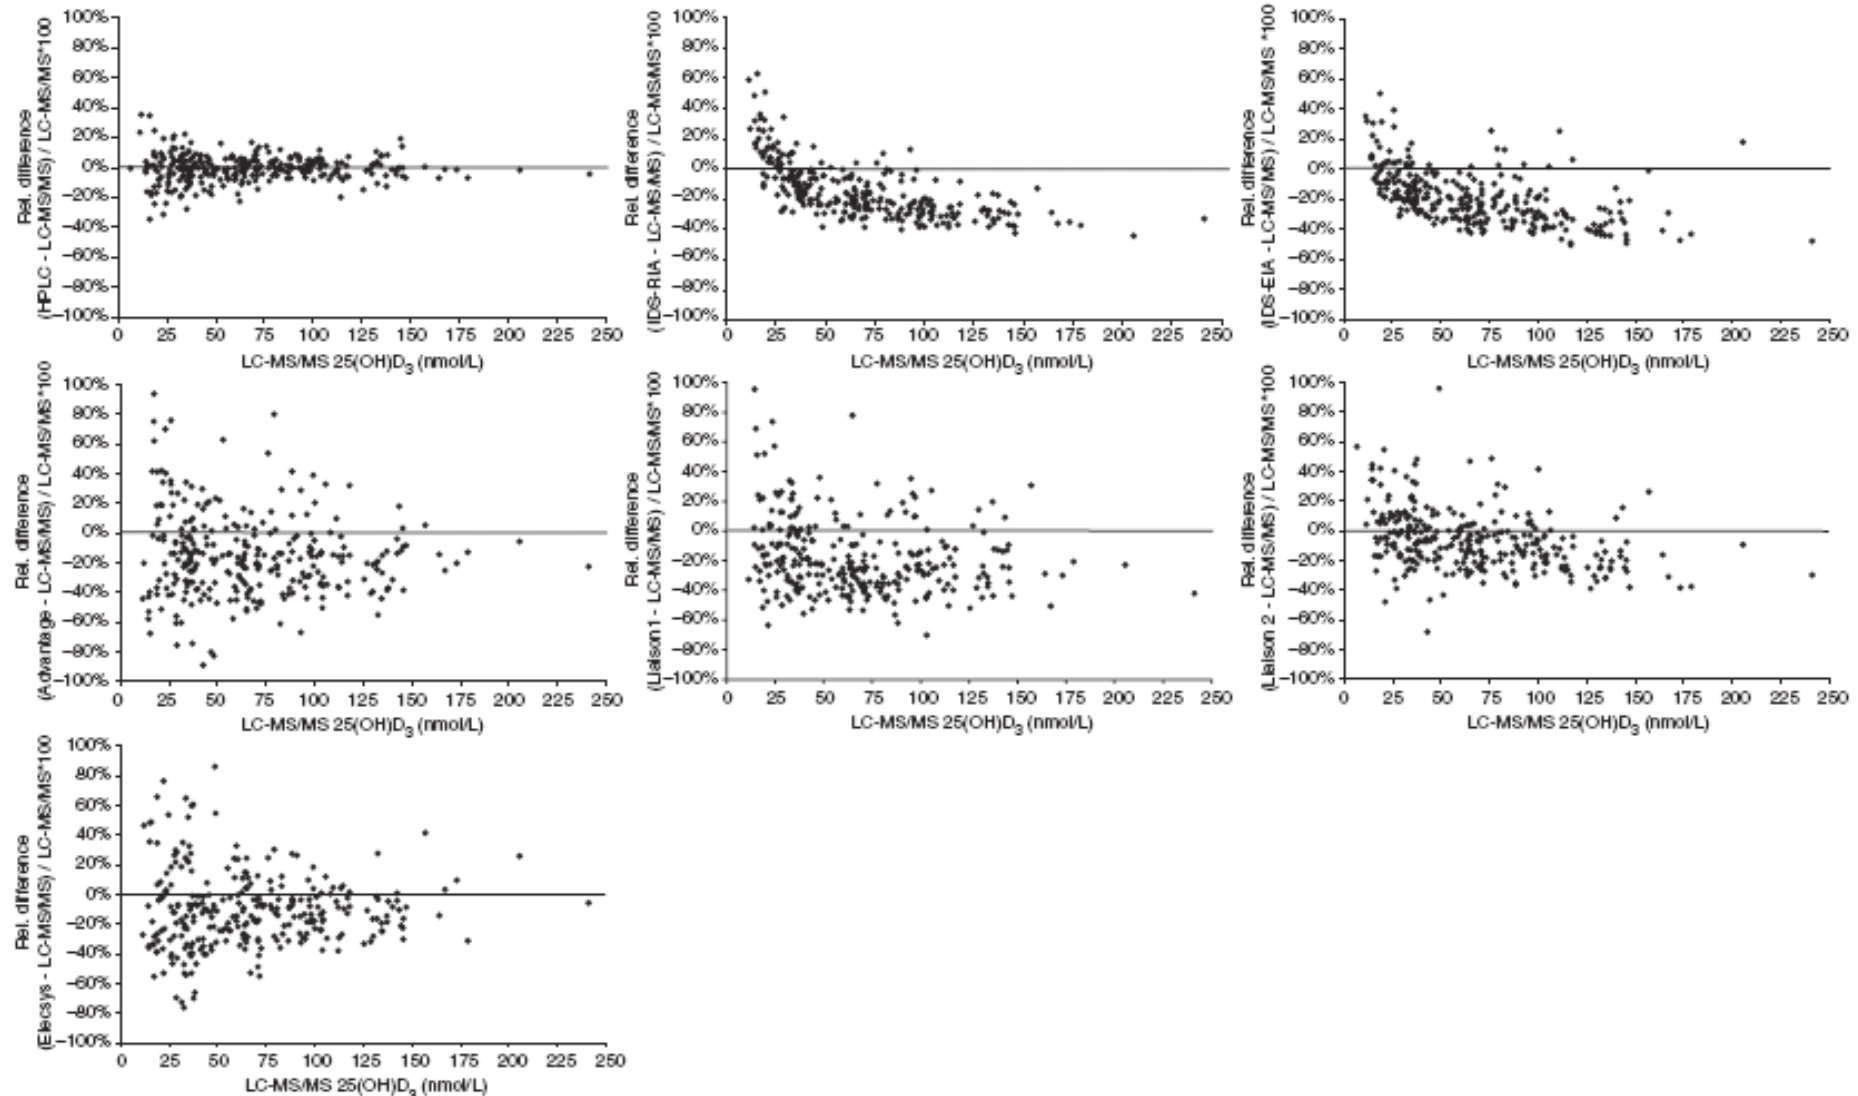 Rel. difference
(HPLC - LC-MS/MS) / LC-MS/MS*100
100%
80%
60%
40%
20%
0%
–20%
–40%
–60%
–80%
–100%
0 25 50 75 100 125 150 175 200 225 250
LC-MS/MS 25(OH)D3 (nmol/L)
Rel. difference
(IDS-RIA - LC-MS/MS) / LC-MS/MS*100
100%
80%
60%
40%
20%
0%
–20%
–40%
–60%
–80%
–100%
0 25 50 75 100 125 150 175 200 225 250
LC-MS/MS 25(OH)D3 (nmol/L)
Rel. difference
(IDS-EIA - LC-MS/MS) / LC-MS/MS *100
100%
80%
60%
40%
20%
0%
–20%
–40%
–60%
–80%
–100%
0 25 50 75 100 125 150 175 200 225 250
LC-MS/MS 25(OH)D3 (nmol/L)
Rel. difference
(Advantage - LC-MS/MS) / LC-MS/MS*100
100%
80%
60%
40%
20%
0%
–20%
–40%
–60%
–80%
–100%
0 25 50 75 100 125 150 175 200 225 250
LC-MS/MS 25(OH)D3 (nmol/L)
Rel. difference
(Liaison1 - LC-MS/MS) / LC-MS/MS*100
100%
80%
60%
40%
20%
0%
–20%
–40%
–60%
–80%
–100%
0 25 50 75 100 125 150 175 200 225 250
LC-MS/MS 25(OH)D3 (nmol/L)
Rel. difference
(Liaison 2 - LC-MS/MS) / LC-MS/MS*100
100%
80%
60%
40%
20%
0%
–20%
–40%
–60%
–80%
–100%
0 25 50 75 100 125 150 175 200 225 250
LC-MS/MS 25(OH)D3 (nmol/L)
Rel. difference
(Elecsys - LC-MS/MS) / LC-MS/MS*100
100%
80%
60%
40%
20%
0%
–20%
–40%
–60%
–80%
–100%
0 25 50 75 100 125 150 175 200 225 250
LC-MS/MS 25(OH)D3 (nmol/L)